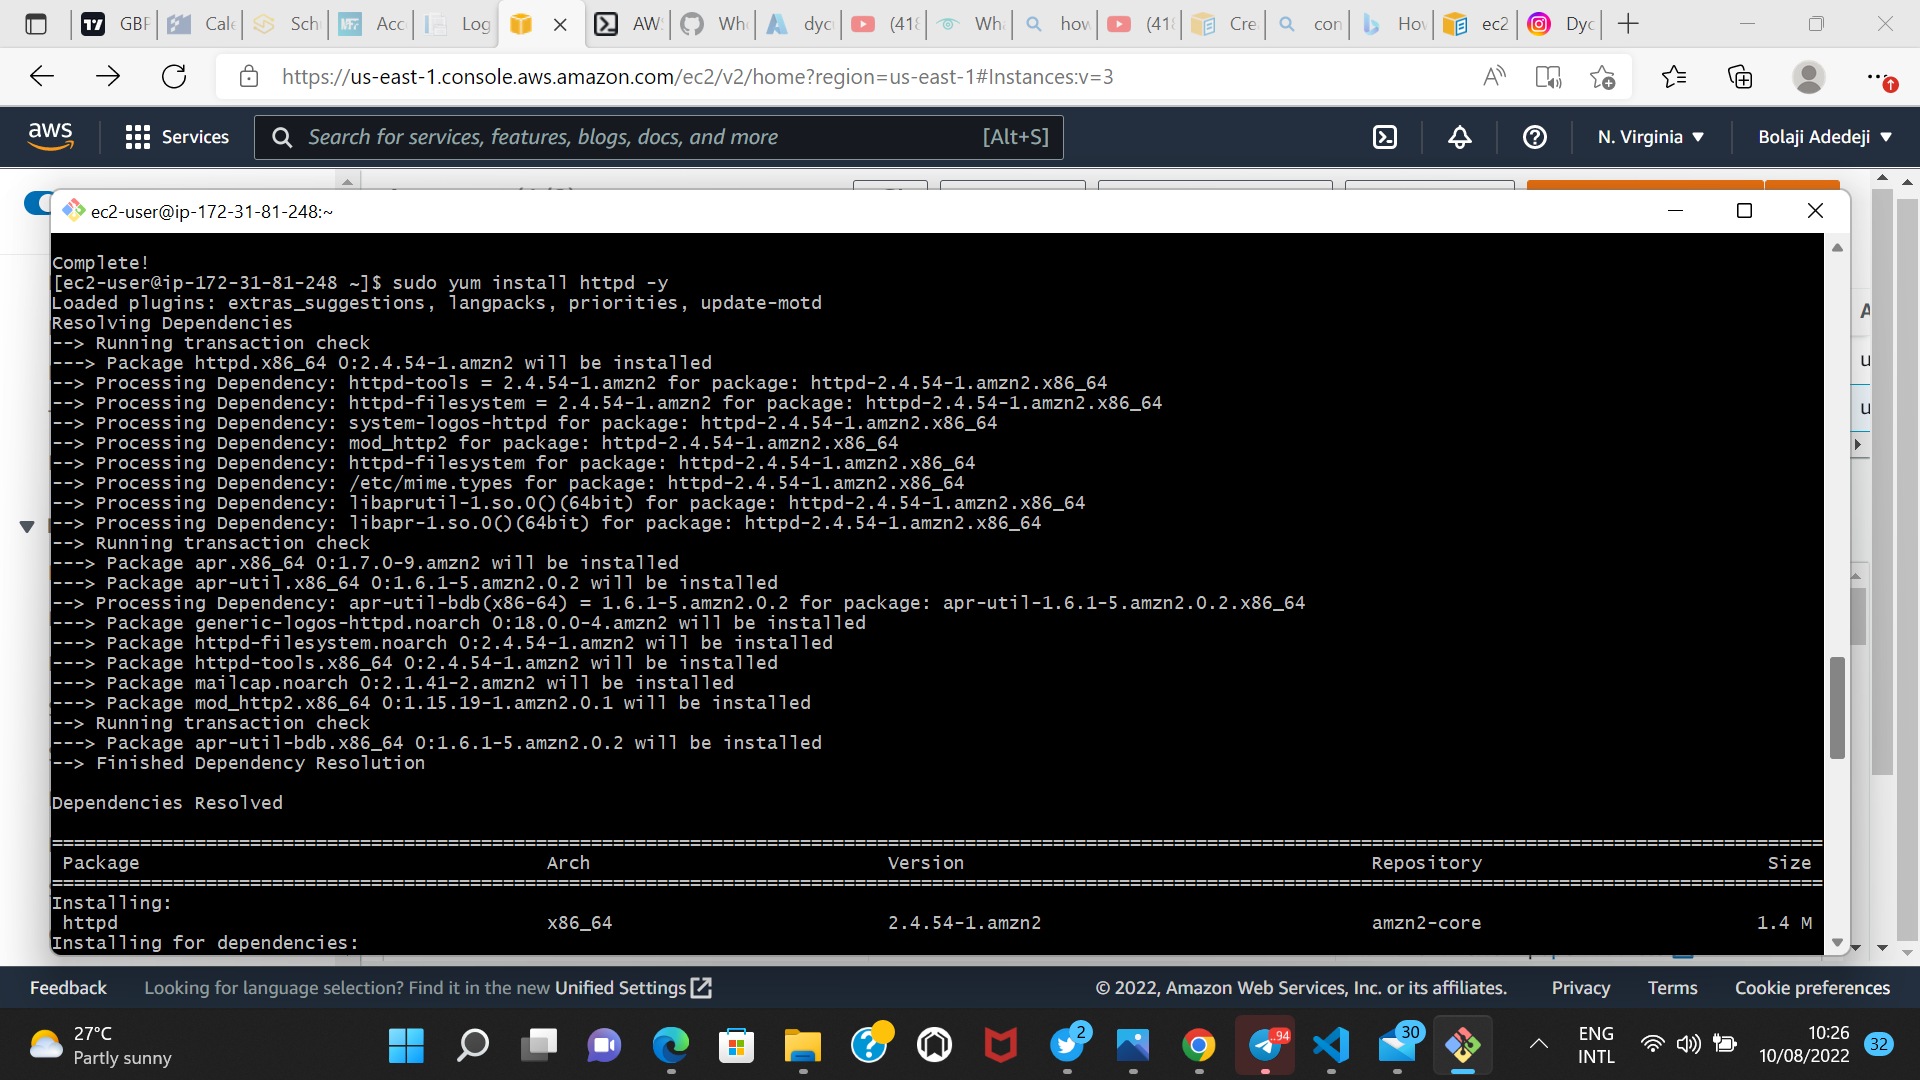 GBP
Cale
Sch
Acc
Log
AWS
Who
dyc
(418
Wha
how
(418
Cre
con
Hov
ec2
Dyc
https://us-east-1.console.aws.amazon.com/ec2/v2/home?region=us-east-1#Instances:v=3
aws
Services
Search for services, features, blogs, docs, and more
[Alt+S]
N. Virginia
Bolaji Adedeji
ec2-user@ip-172-31-81-248:~
Complete!
[ec2-user@ip-172-31-81-248 ~]$ sudo yum install httpd -y
Loaded plugins: extras_suggestions, langpacks, priorities, update-motd
Resolving Dependencies
--> Running transaction check
---> Package httpd.x86_64 0:2.4.54-1.amzn2 will be installed
--> Processing Dependency: httpd-tools = 2.4.54-1.amzn2 for package: httpd-2.4.54-1.amzn2.x86_64
--> Processing Dependency: httpd-filesystem = 2.4.54-1.amzn2 for package: httpd-2.4.54-1.amzn2.x86_64
--> Processing Dependency: system-logos-httpd for package: httpd-2.4.54-1.amzn2.x86_64
--> Processing Dependency: mod_http2 for package: httpd-2.4.54-1.amzn2.x86_64
--> Processing Dependency: httpd-filesystem for package: httpd-2.4.54-1.amzn2.x86_64
--> Processing Dependency: /etc/mime.types for package: httpd-2.4.54-1.amzn2.x86_64
--> Processing Dependency: libaprutil-1.so.0()(64bit) for package: httpd-2.4.54-1.amzn2.x86_64
--> Processing Dependency: libapr-1.so.0()(64bit) for package: httpd-2.4.54-1.amzn2.x86_64
--> Running transaction check
---> Package apr.x86_64 0:1.7.0-9.amzn2 will be installed
---> Package apr-util.x86_64 0:1.6.1-5.amzn2.0.2 will be installed
--> Processing Dependency: apr-util-bdb(x86-64) = 1.6.1-5.amzn2.0.2 for package: apr-util-1.6.1-5.amzn2.0.2.x86_64
---> Package generic-logos-httpd.noarch 0:18.0.0-4.amzn2 will be installed
---> Package httpd-filesystem.noarch 0:2.4.54-1.amzn2 will be installed
---> Package httpd-tools.x86_64 0:2.4.54-1.amzn2 will be installed
---> Package mailcap.noarch 0:2.1.41-2.amzn2 will be installed
---> Package mod_http2.x86_64 0:1.15.19-1.amzn2.0.1 will be installed
--> Running transaction check
---> Package apr-util-bdb.x86_64 0:1.6.1-5.amzn2.0.2 will be installed
--> Finished Dependency Resolution
Dependencies Resolved
Package Arch Version Repository Size
Installing:
httpd x86_64 2.4.54-1.amzn2 amzn2-core 1.4 M
Installing for dependencies:
Feedback Looking for language selection? Find it in the new Unified Settings
© 2022, Amazon Web Services, Inc. or its affiliates. Privacy Terms Cookie preferences
27°C
Partly sunny
2
..94
30
ENG
INTL
10:26
10/08/2022
32